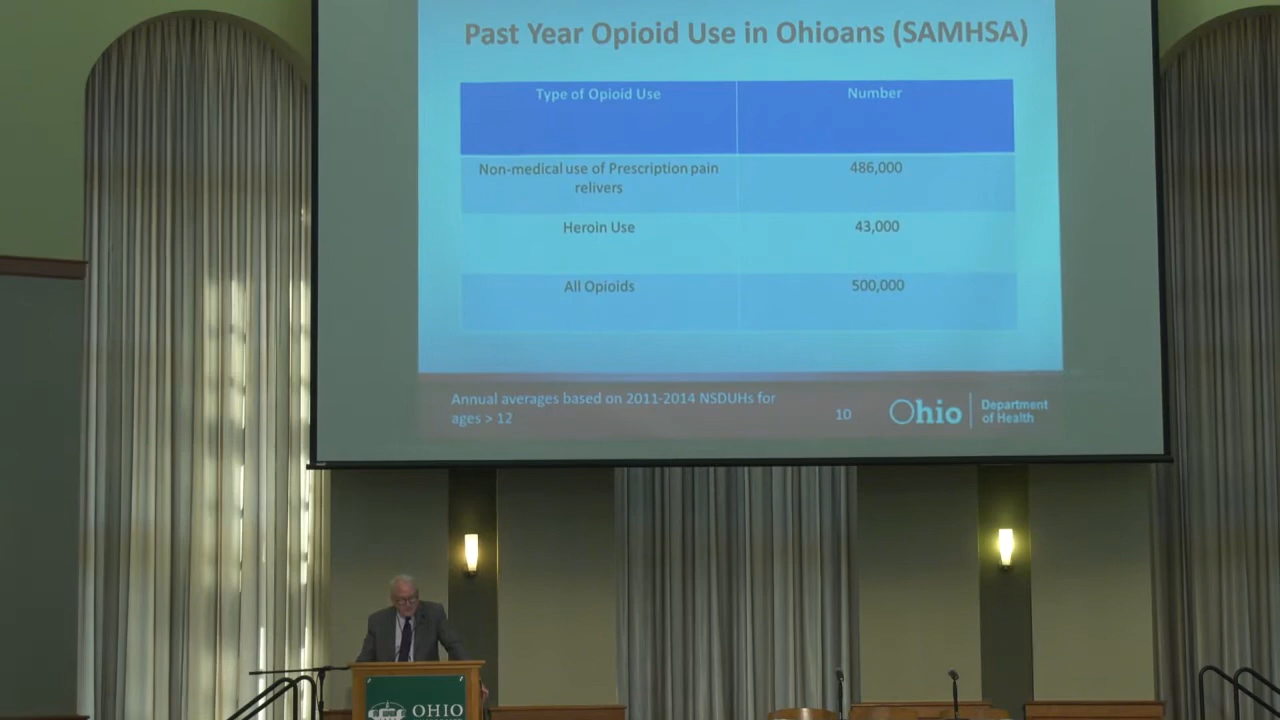 Past Year Opioid Use in Ohioans (SAMHSA)
Type of Opioid Use
Number
Non-medical use of Prescription pain
relivers
486,000
Heroin Use
43,000
All Opioids
500,000
Annual averages based on 2011-2014 NSDUHs for
ages > 12
10
Ohio
Department
of Health
OHIO